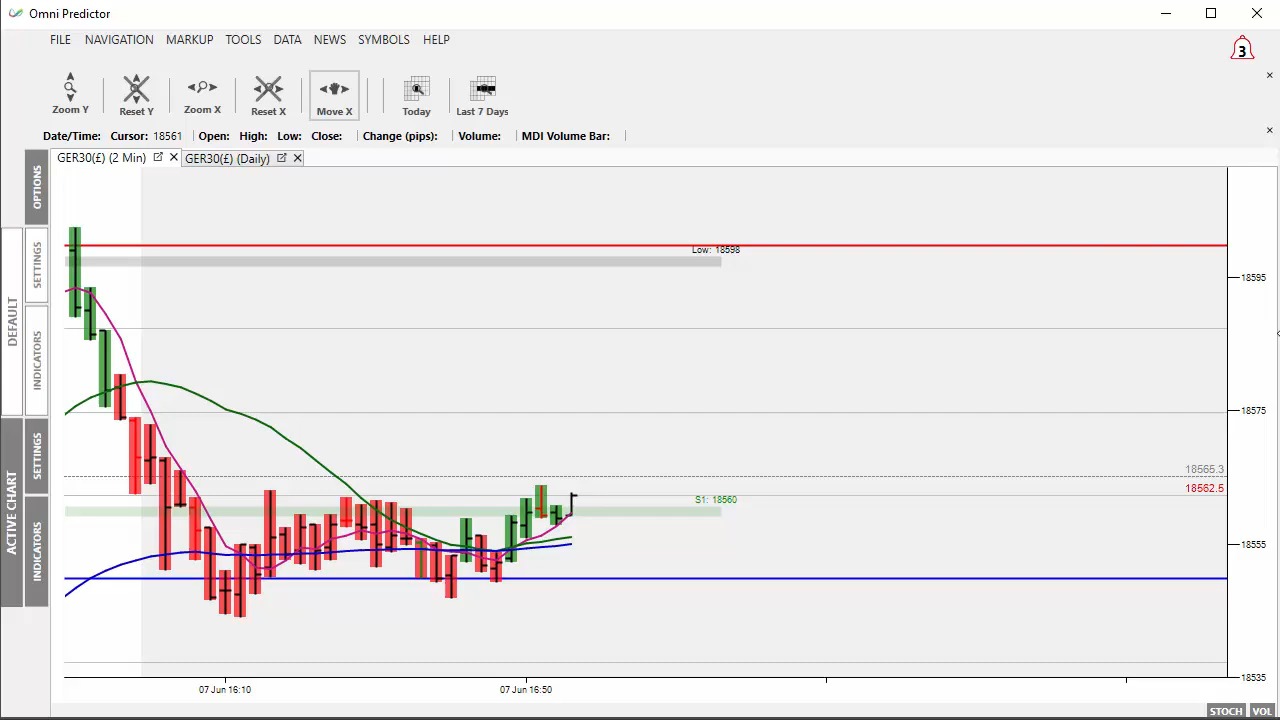 Omni Predictor
FILE NAVIGATION MARKUP TOOLS DATA NEWS SYMBOLS HELP
3
Zoom Y Reset Y Zoom X Reset X Move X Today Last 7 Days
Date/Time: Cursor: 18561 Open: High: Low: Close: Change (pips): Volume: MDI Volume Bar:
GER30(£) (2 Min) GER30(£) (Daily)
OPTIONS
SETTINGS
DEFAULT
INDICATORS
SETTINGS
ACTIVE CHART
INDICATORS
Low: 18598
18595
18575
18565.3
18562.5
S1: 18560
18555
18535
07 Jun 16:10 07 Jun 16:50
STOCH VOL